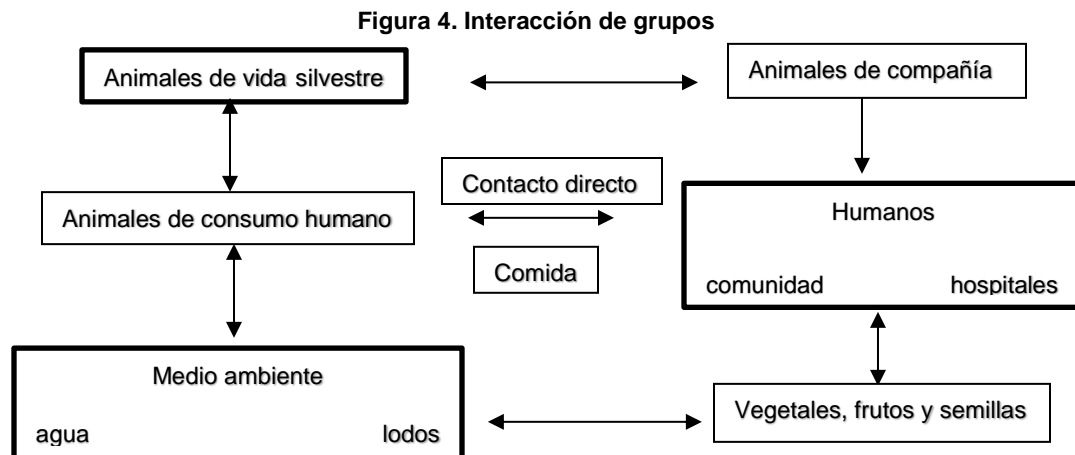 Figura 4. Interacción de grupos
Animales de vida silvestre
Animales de compañía
Contacto directo
Animales de consumo humano
Humanos
Comida
comunidad hospitales
Medio ambiente
Vegetales, frutos y semillas
agua lodos